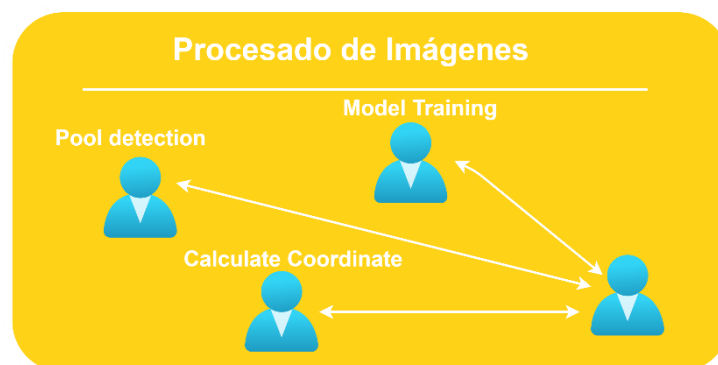 Procesado de Imágenes
Model Training
Pool detection
Calculate Coordinate